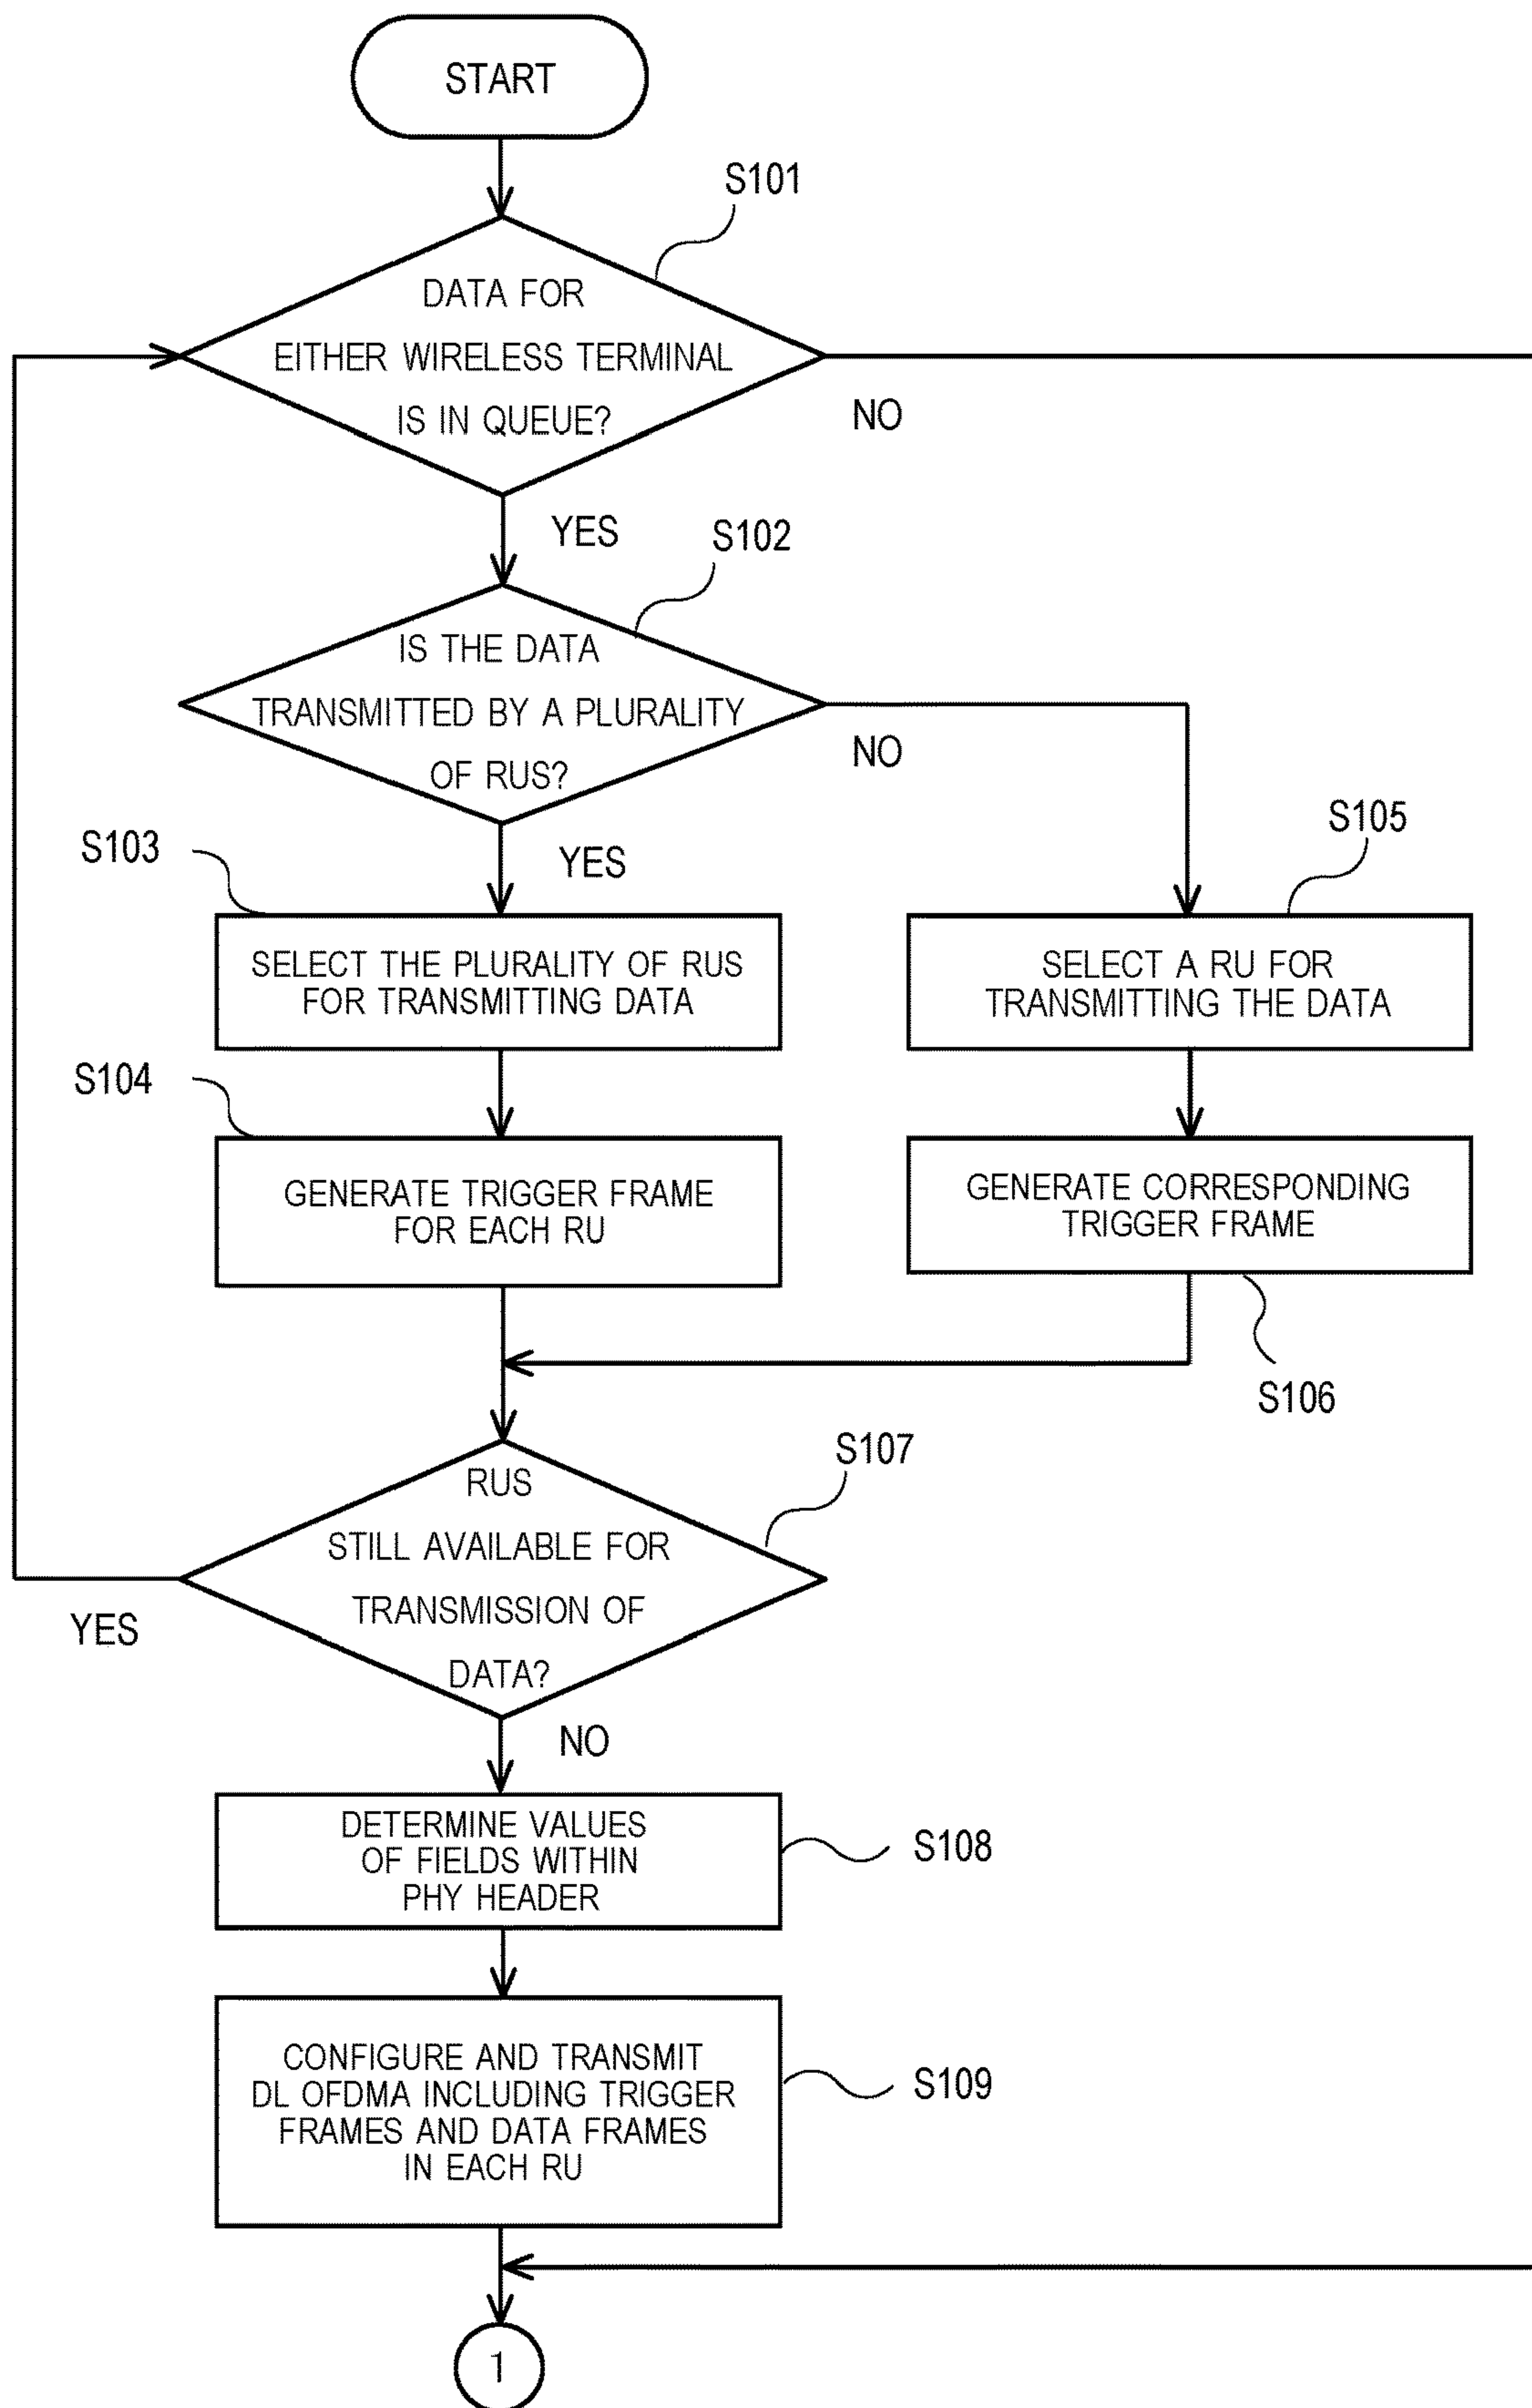 START
S101
DATA FOR
EITHER WIRELESS TERMINAL
IS IN QUEUE?
NO
YES
S102
IS THE DATA
TRANSMITTED BY A PLURALITY
OF RUS?
NO
YES
S103
SELECT THE PLURALITY OF RUS
FOR TRANSMITTING DATA
S105
SELECT A RU FOR
TRANSMITTING THE DATA
S104
GENERATE TRIGGER FRAME
FOR EACH RU
GENERATE CORRESPONDING
TRIGGER FRAME
S106
S107
RUS
STILL AVAILABLE FOR
TRANSMISSION OF
DATA?
YES
NO
DETERMINE VALUES
OF FIELDS WITHIN
PHY HEADER
S108
CONFIGURE AND TRANSMIT
DL OFDMA INCLUDING TRIGGER
FRAMES AND DATA FRAMES
IN EACH RU
S109
1